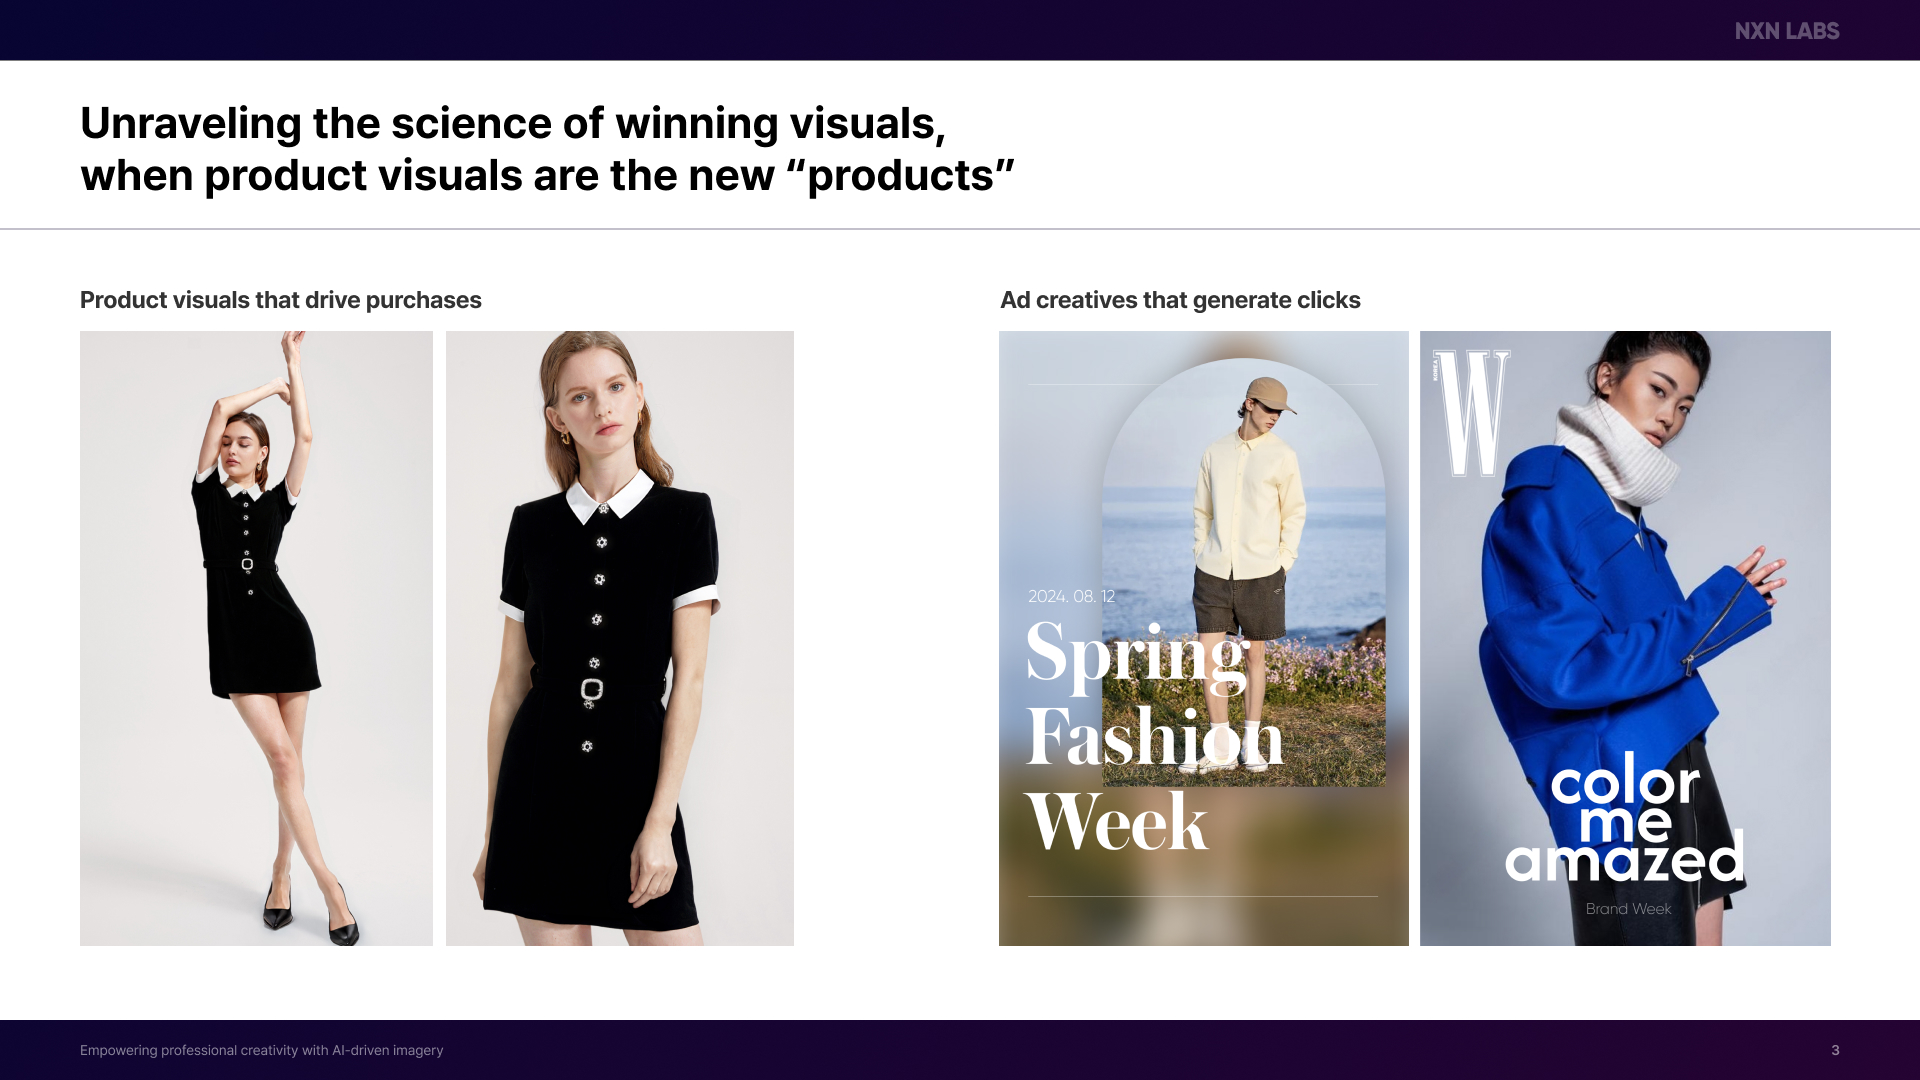 NXN LABS
Unraveling the science of winning visuals,
when product visuals are the new “products”
Product visuals that drive purchases
Ad creatives that generate clicks
2024. 08. 12
Spring
Fashion
Week
KOREA
W
color
me
amazed
Brand Week
Empowering professional creativity with AI-driven imagery
3